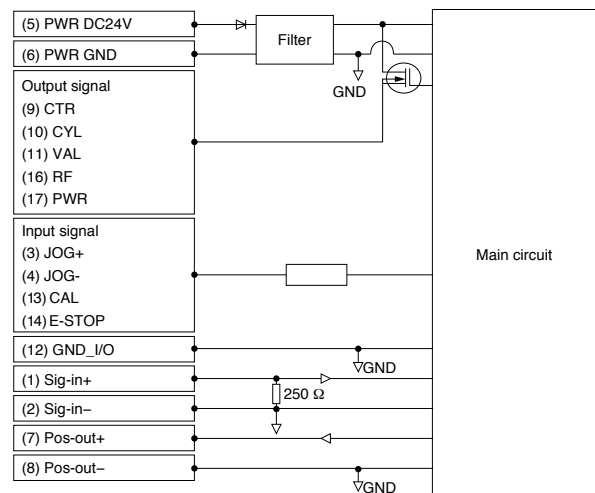 (5) PWR DC24V
(6) PWR GND
Filter
GND
Output signal
(9) CTR
(10) CYL
(11) VAL
(16) RF
(17) PWR
Input signal
(3) JOG+
(4) JOG-
(13) CAL
(14) E-STOP
Main circuit
(12) GND_I/O
GND
(1) Sig-in+
250 Ω
(2) Sig-in−
(7) Pos-out+
(8) Pos-out−
GND